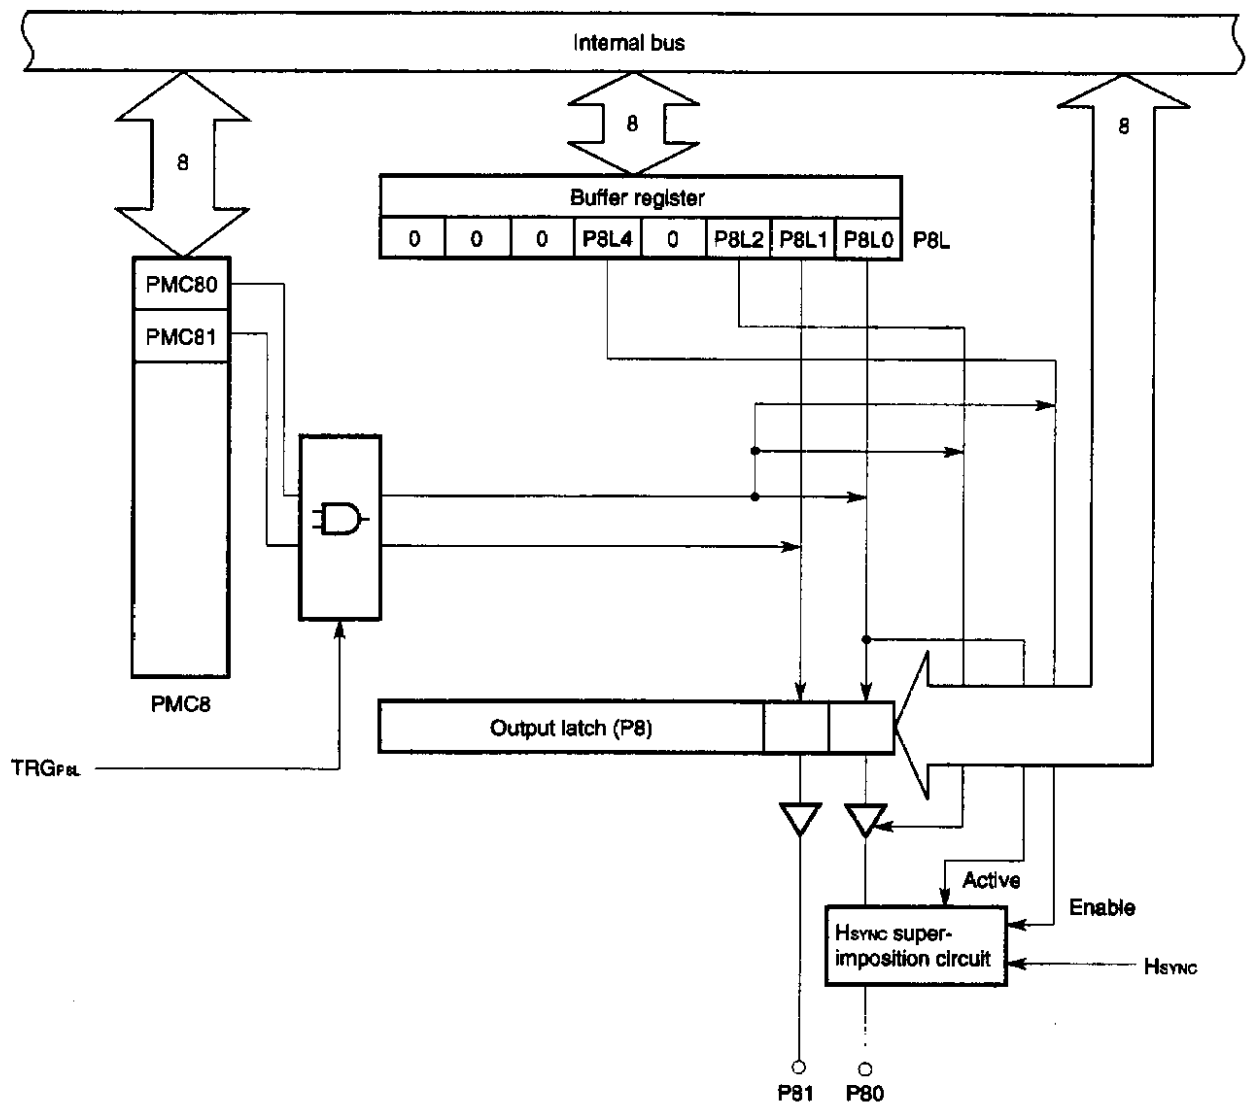 Internal bus
8
8
8
Buffer register
0 0 0 P8L4 0 P8L2 P8L1 P8L0 P8L
PMC80
PMC81
PMC8
Output latch (P8)
TRGP8L
Active
Enable
HSYNC super-
imposition circuit
HSYNC
P81 P80